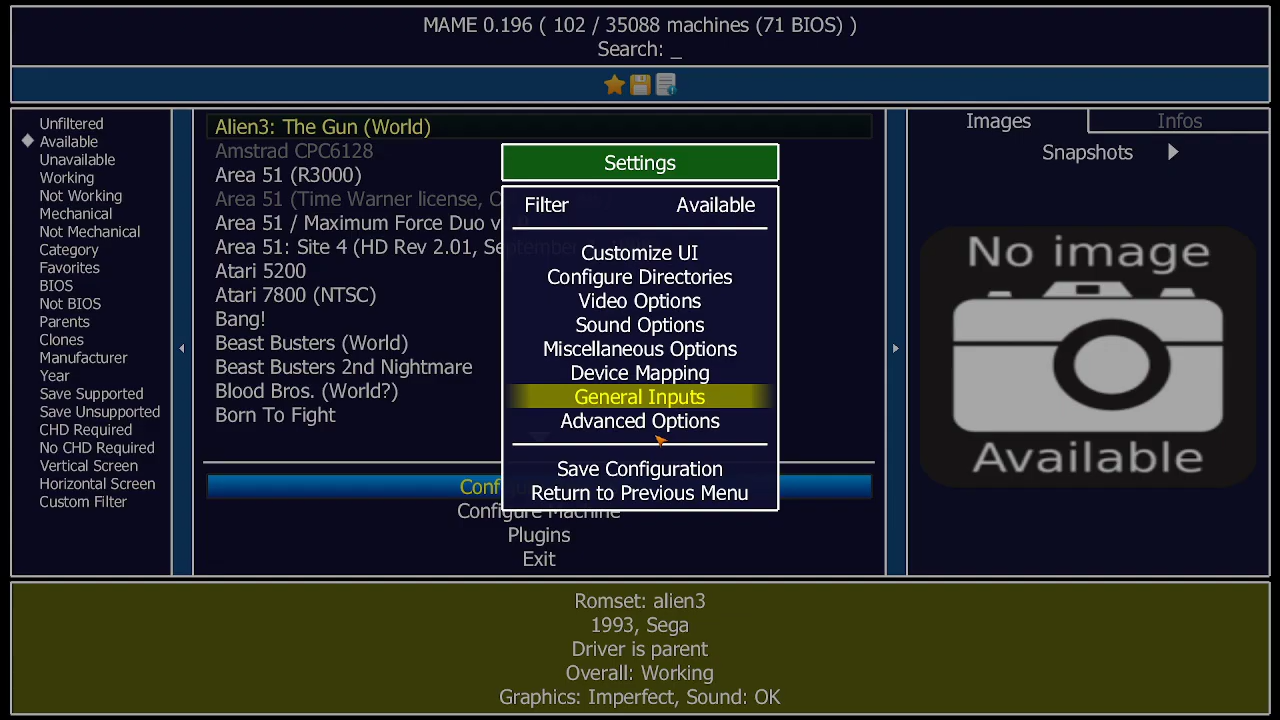 MAME 0.196 ( 102 / 35088 machines (71 BIOS) )
Search: _
Unfiltered
Available
Unavailable
Working
Not Working
Mechanical
Not Mechanical
Category
Favorites
BIOS
Not BIOS
Parents
Clones
Manufacturer
Year
Save Supported
Save Unsupported
CHD Required
No CHD Required
Vertical Screen
Horizontal Screen
Custom Filter
Alien3: The Gun (World)
Amstrad CPC6128
Area 51 (R3000)
Area 51 (Time Warner license,
Area 51 / Maximum Force Duo
Area 51: Site 4 (HD Rev 2.01,
Atari 5200
Atari 7800 (NTSC)
Bang!
Beast Busters (World)
Beast Busters 2nd Nightmare
Blood Bros. (World?)
Born To Fight
Conf
Configure Machine
Plugins
Exit
Settings
Filter Available
Customize UI
Configure Directories
Video Options
Sound Options
Miscellaneous Options
Device Mapping
General Inputs
Advanced Options
Save Configuration
Return to Previous Menu
Images Infos
Snapshots
No image
Available
Romset: alien3
1993, Sega
Driver is parent
Overall: Working
Graphics: Imperfect, Sound: OK